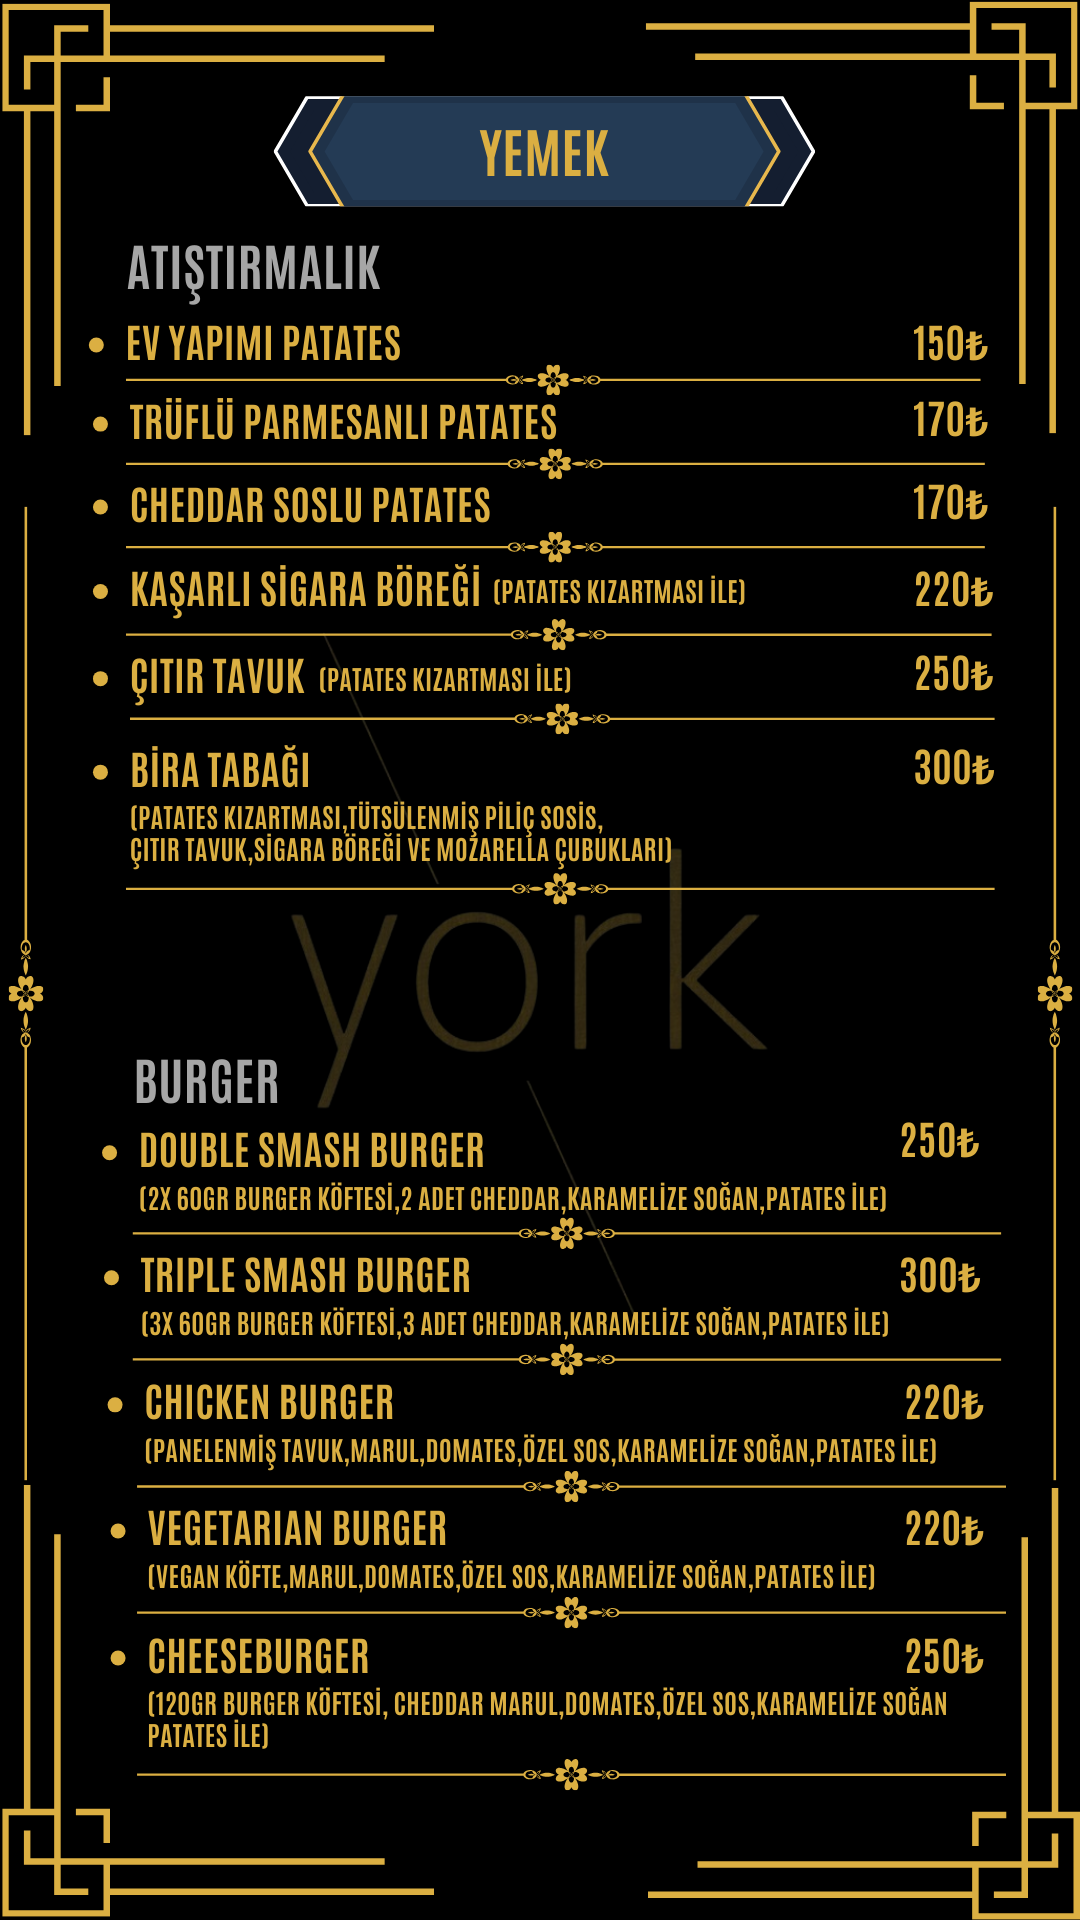 YEMEK
ATIŞTIRMALIK
EV YAPIMI PATATES 150₺
TRÜFLÜ PARMESANLI PATATES 170₺
CHEDDAR SOSLU PATATES 170₺
KAŞARLI SİGARA BÖREĞİ (PATATES KIZARTMASI İLE) 220₺
ÇITIR TAVUK (PATATES KIZARTMASI İLE) 250₺
BİRA TABAĞI 300₺
(PATATES KIZARTMASI,TÜTSÜLENMİŞ PİLİÇ SOSİS,
ÇITIR TAVUK,SİGARA BÖREĞİ VE MOZARELLA ÇUBUKLARI)
york
BURGER
DOUBLE SMASH BURGER 250₺
(2X 60GR BURGER KÖFTESİ,2 ADET CHEDDAR,KARAMELİZE SOĞAN,PATATES İLE)
TRIPLE SMASH BURGER 300₺
(3X 60GR BURGER KÖFTESİ,3 ADET CHEDDAR,KARAMELİZE SOĞAN,PATATES İLE)
CHICKEN BURGER 220₺
(PANELENMİŞ TAVUK,MARUL,DOMATES,ÖZEL SOS,KARAMELİZE SOĞAN,PATATES İLE)
VEGETARIAN BURGER 220₺
(VEGAN KÖFTE,MARUL,DOMATES,ÖZEL SOS,KARAMELİZE SOĞAN,PATATES İLE)
CHEESEBURGER 250₺
(120GR BURGER KÖFTESİ, CHEDDAR MARUL,DOMATES,ÖZEL SOS,KARAMELİZE SOĞAN
PATATES İLE)